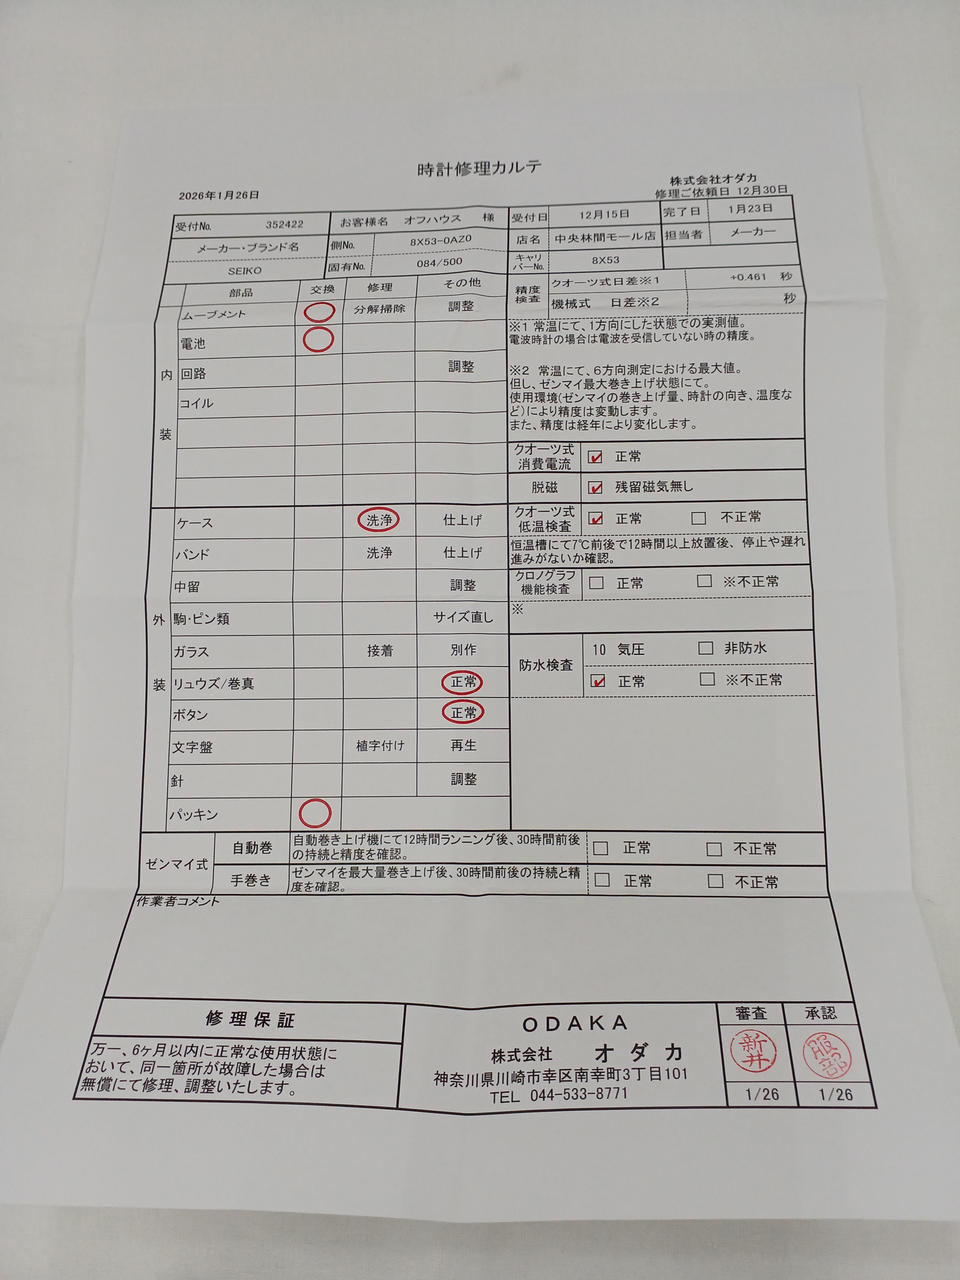 時計修理カルテ
2026年1月26日
株式会社オダカ
修理ご依頼日 12月30日
受付No. 352422 お客様名 オフハウス 様 受付日 12月15日 完了日 1月23日
メーカー・ブランド名 側No. 8X53-0AZ0 店名 中央林間モール店 担当者 メーカー
SEIKO 固有No. 084/500 キャリバーNo. 8X53
部品 交換 修理 その他
内装
ムーブメント 分解掃除 調整
電池
回路 調整
コイル
外装
ケース 洗浄 仕上げ
バンド 洗浄 仕上げ
中留 調整
駒・ピン類 サイズ直し
ガラス 接着 別作
リュウズ/巻真 正常
ボタン 正常
文字盤 植字付け 再生
針 調整
パッキン
精度検査 クオーツ式日差※1 +0.461 秒
機械式 日差※2 秒
※1 常温にて、1方向にした状態での実測値。
電波時計の場合は電波を受信していない時の精度。
※2 常温にて、6方向測定における最大値。
但し、ゼンマイ最大巻き上げ状態にて。
使用環境(ゼンマイの巻き上げ量、時計の向き、温度な
ど)により精度は変動します。
また、精度は経年により変化します。
クオーツ式
消費電流 正常
脱磁 残留磁気無し
クオーツ式
低温検査 正常 不正常
恒温槽にて7℃前後で12時間以上放置後、停止や遅れ
進みがないか確認。
クロノグラフ
機能検査 正常 ※不正常
※
防水検査 10 気圧 非防水
正常 ※不正常
ゼンマイ式
自動巻 自動巻き上げ機にて12時間ランニング後、30時間前後
の持続と精度を確認。 正常 不正常
手巻き ゼンマイを最大量巻き上げ後、30時間前後の持続と精
度を確認。 正常 不正常
作業者コメント
修理保証
万一、6ヶ月以内に正常な使用状態に
おいて、同一箇所が故障した場合は
無償にて修理、調整いたします。
ODAKA
株式会社 オダカ
神奈川県川崎市幸区南幸町3丁目101
TEL 044-533-8771
審査 承認
新井
1/26 1/26